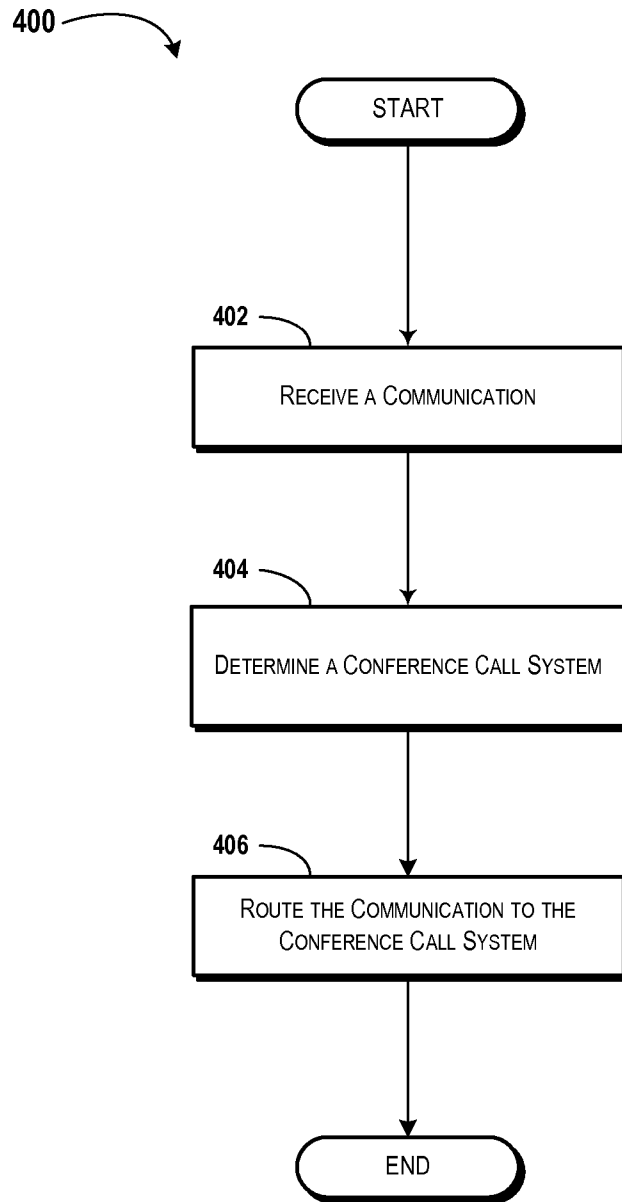 400
START
402
RECEIVE A COMMUNICATION
404
DETERMINE A CONFERENCE CALL SYSTEM
406
ROUTE THE COMMUNICATION TO THE
CONFERENCE CALL SYSTEM
END